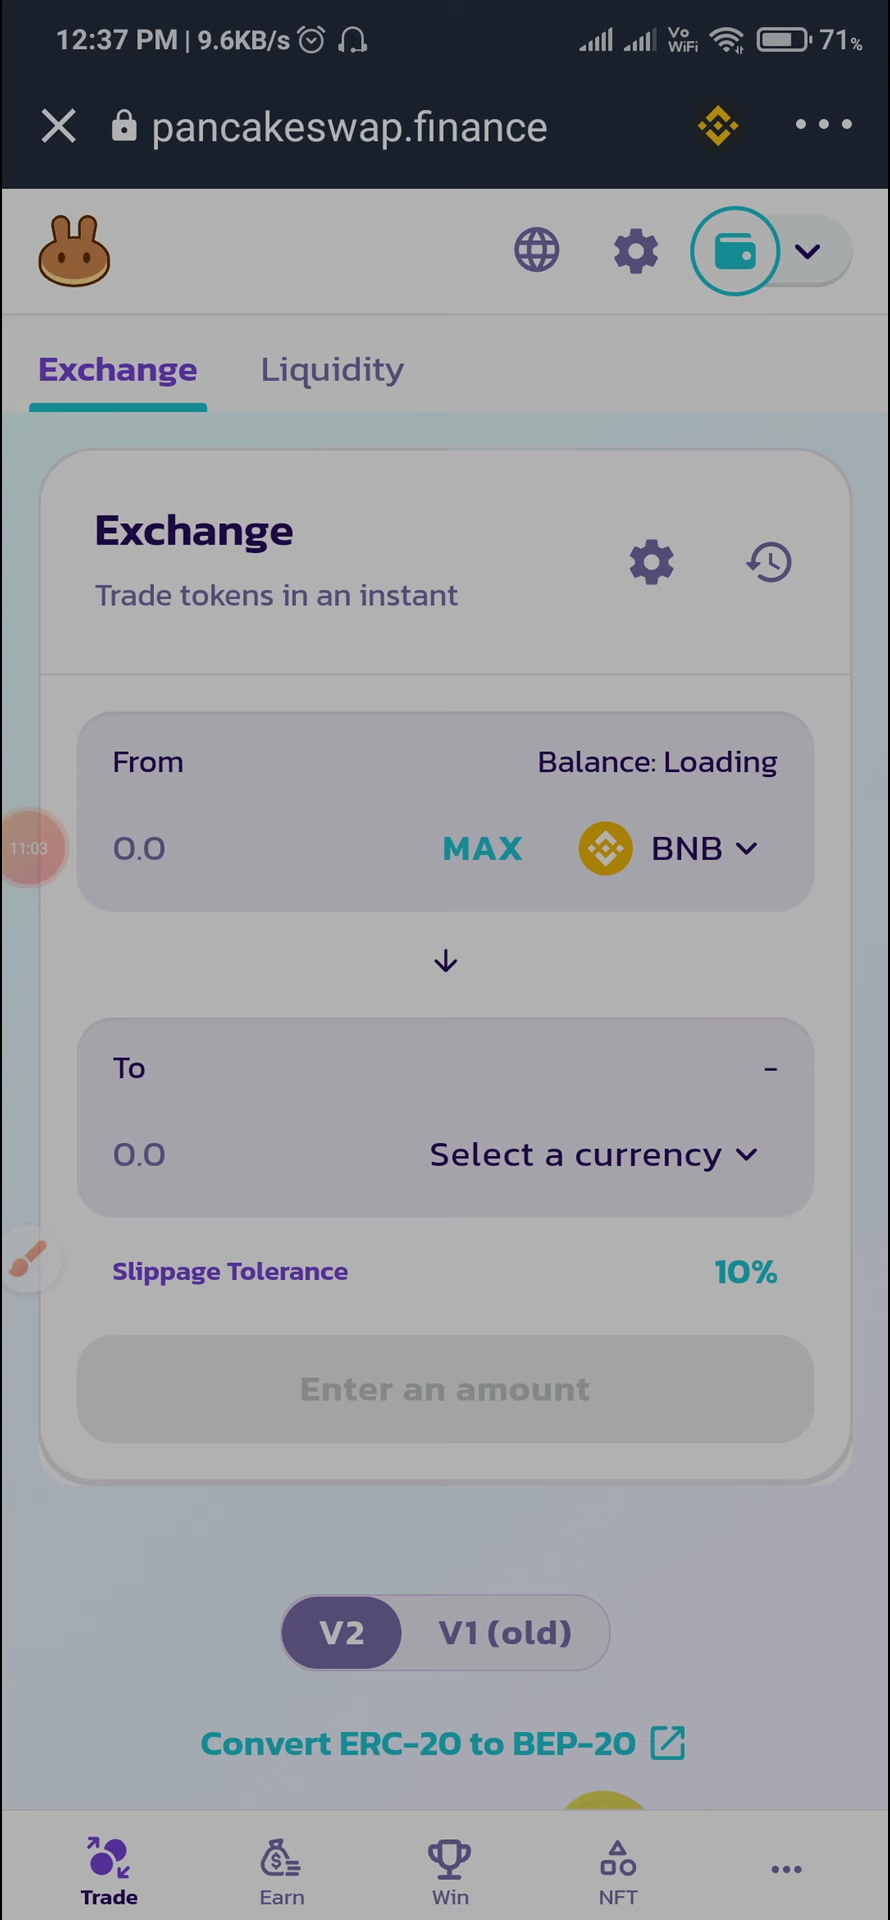 12:37 PM | 9.6KB/s Vo WiFi 71%
pancakeswap.finance
Exchange Liquidity
Exchange
Trade tokens in an instant
From Balance: Loading
11:03
0.0 MAX BNB
To -
0.0 Select a currency
Slippage Tolerance 10%
Enter an amount
V2 V1 (old)
Convert ERC-20 to BEP-20
Trade Earn Win NFT